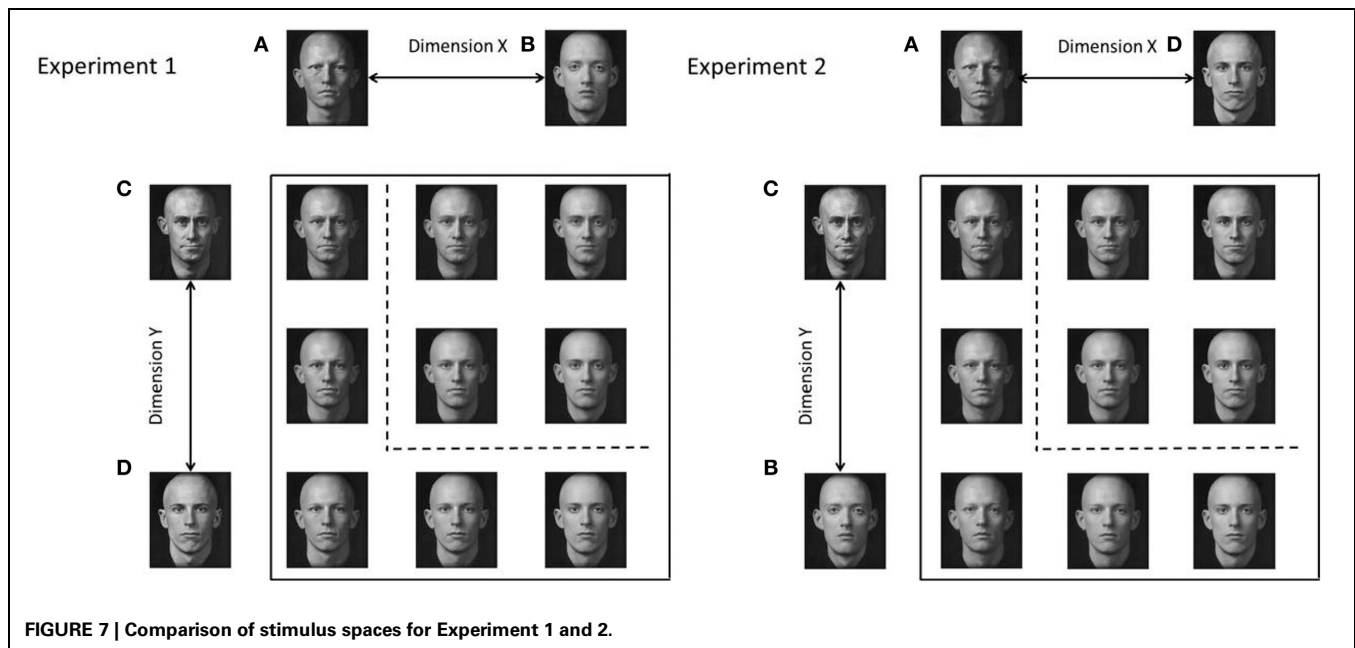 Experiment 1
A
Dimension X
B
C
Dimension Y
D
Experiment 2
A
Dimension X
D
C
Dimension Y
B
FIGURE 7 | Comparison of stimulus spaces for Experiment 1 and 2.